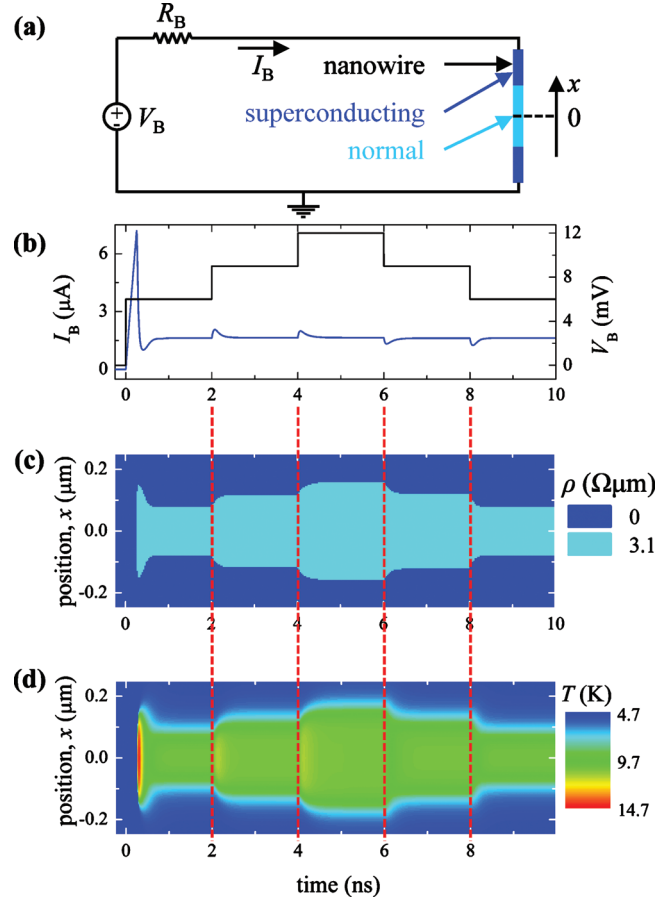 (a)
R_B
I_B
nanowire
x
V_B
superconducting
0
normal
(b)
I_B (µA)
6
3
0
12
8
4
0
V_B (mV)
0 2 4 6 8 10
(c)
position, x (µm)
0.2
0.0
-0.2
0 2 4 6 8 10
ρ (Ωµm)
0
3.1
(d)
position, x (µm)
0.2
0.0
-0.2
0 2 4 6 8 10
time (ns)
T (K)
4.7
9.7
14.7